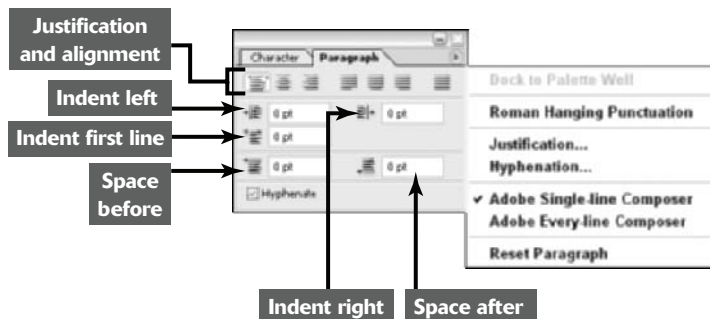 Justification
and alignment
Indent left
Indent first line
Space
before
Character
Paragraph
0 pt
0 pt
0 pt
0 pt
0 pt
Hyphenate
Indent right
Space after
Dock to Palette Well
Roman Hanging Punctuation
Justification...
Hyphenation...
✓ Adobe Single-line Composer
Adobe Every-line Composer
Reset Paragraph